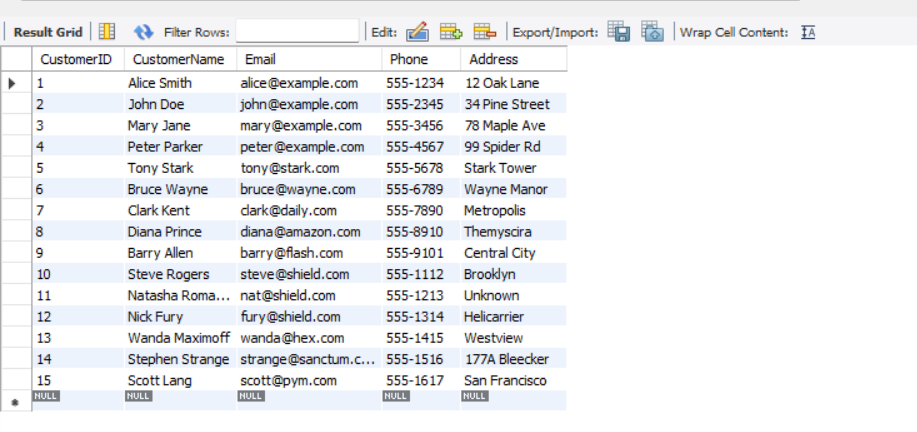 Result Grid Filter Rows: Edit: Export/Import: Wrap Cell Content: IA
CustomerID CustomerName Email Phone Address
1 Alice Smith alice@example.com 555-1234 12 Oak Lane
2 John Doe john@example.com 555-2345 34 Pine Street
3 Mary Jane mary@example.com 555-3456 78 Maple Ave
4 Peter Parker peter@example.com 555-4567 99 Spider Rd
5 Tony Stark tony@stark.com 555-5678 Stark Tower
6 Bruce Wayne bruce@wayne.com 555-6789 Wayne Manor
7 Clark Kent clark@daily.com 555-7890 Metropolis
8 Diana Prince diana@amazon.com 555-8910 Themyscira
9 Barry Allen barry@flash.com 555-9101 Central City
10 Steve Rogers steve@shield.com 555-1112 Brooklyn
11 Natasha Roma... nat@shield.com 555-1213 Unknown
12 Nick Fury fury@shield.com 555-1314 Helicarrier
13 Wanda Maximoff wanda@hex.com 555-1415 Westview
14 Stephen Strange strange@sanctum.c... 555-1516 177A Bleecker
15 Scott Lang scott@pym.com 555-1617 San Francisco
NULL NULL NULL NULL NULL